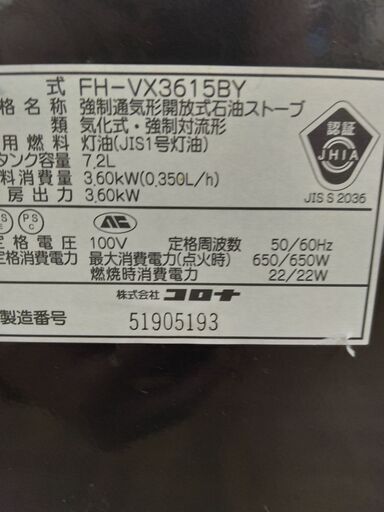 式 FH-VX3615BY
格名称 強制通気形開放式石油ストーブ
類 気化式・強制対流形
用燃料 灯油(JIS1号灯油)
タンク容量 7.2L
料消費量 3.60kW(0.350L/h)
房出力 3.60kW
認証
JHIA
JIS S 2036
PS
C
定格電圧 100V 定格周波数 50/60Hz
定格消費電力 最大消費電力(点火時) 650/650W
燃焼時消費電力 22/22W
株式会社 コロナ
製造番号 51905193